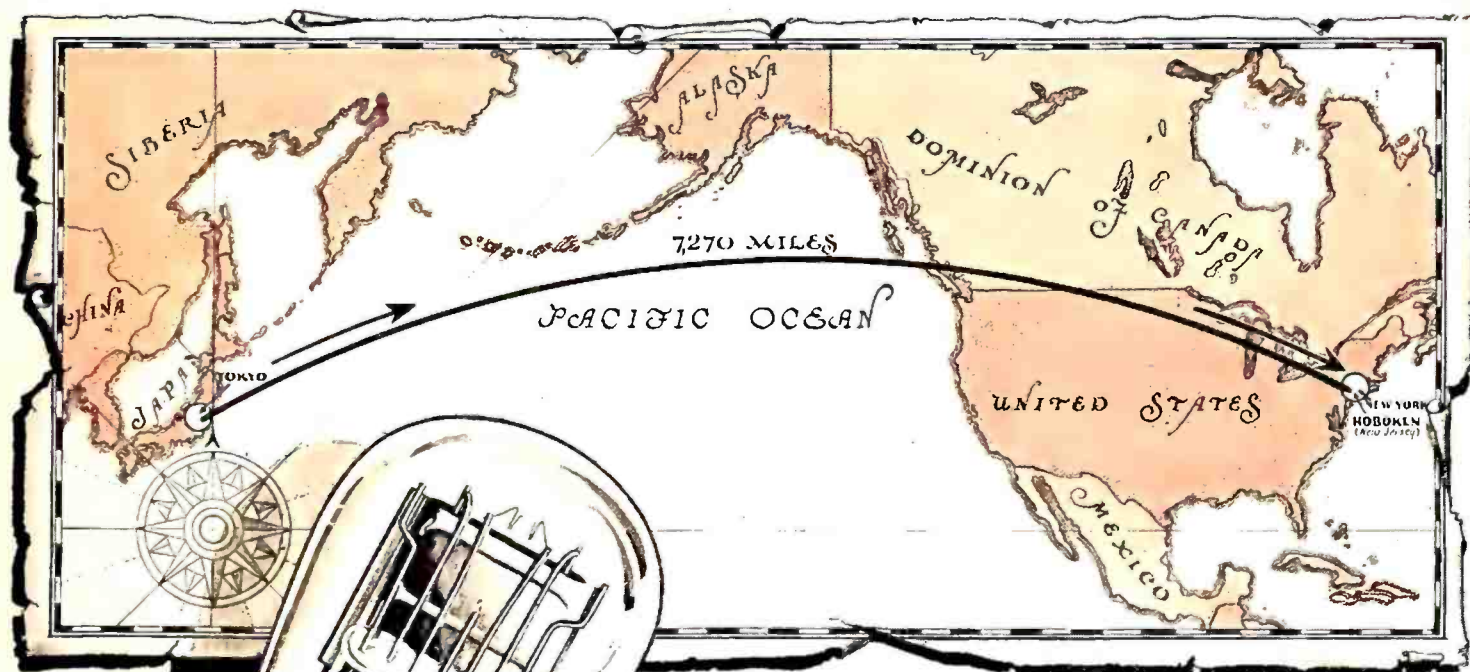 SIBERIA
ALASKA
DOMINION
OF CANADA
7,270 MILES
CHINA
PACIFIC OCEAN
JAPAN
TOKYO
UNITED STATES
NEW YORK
HOBOKEN
(New Jersey)
MEXICO